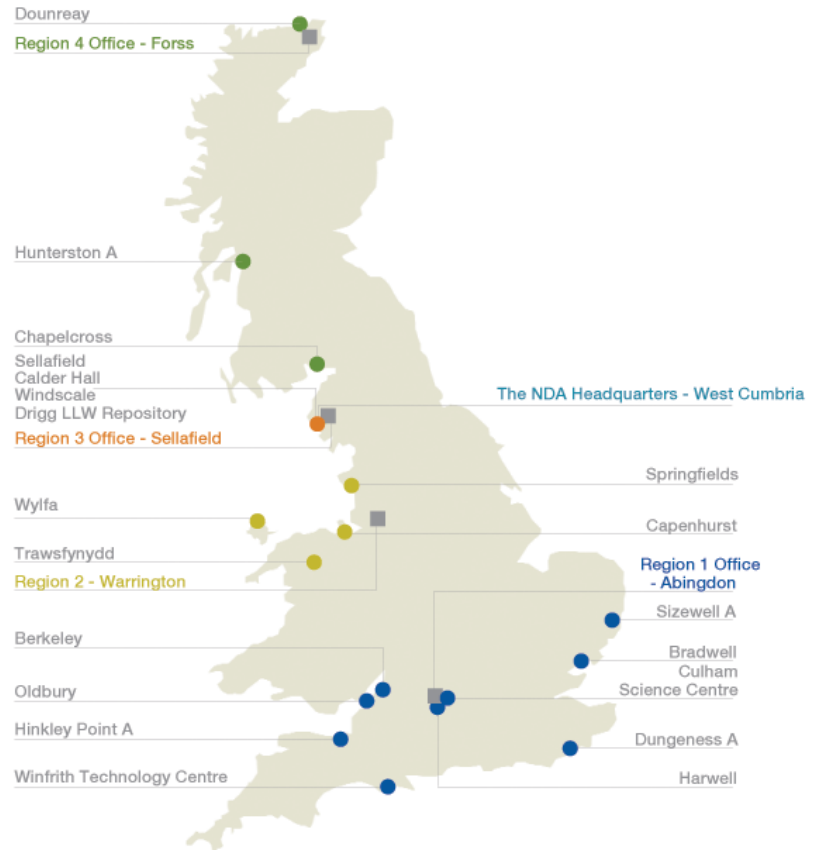 Dounreay
Region 4 Office - Forss
Hunterston A
Chapelcross
Sellafield
Calder Hall
Windscale
Drigg LLW Repository
Region 3 Office - Sellafield
The NDA Headquarters - West Cumbria
Springfields
Wylfa
Capenhurst
Trawsfynydd
Region 2 - Warrington
Region 1 Office
- Abingdon
Sizewell A
Berkeley
Bradwell
Culham
Science Centre
Oldbury
Hinkley Point A
Dungeness A
Winfrith Technology Centre
Harwell